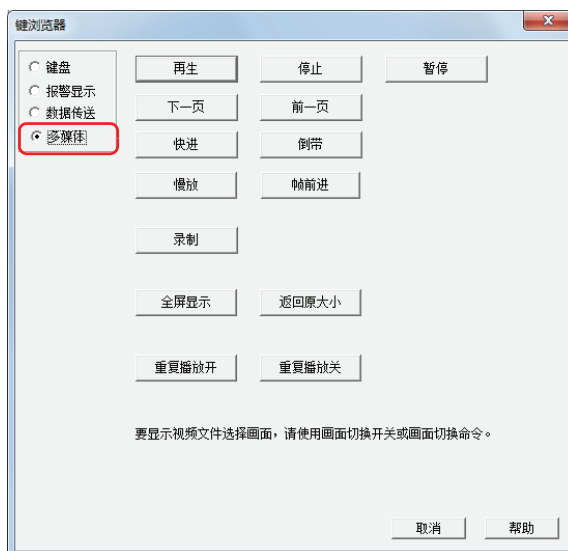 键浏览器
键盘
报警显示
数据传送
多媒体
再生 停止 暂停
下一页 前一页
快进 倒带
慢放 帧前进
录制
全屏显示 返回原大小
重复播放开 重复播放关
要显示视频文件选择画面，请使用画面切换开关或画面切换命令。
取消 帮助